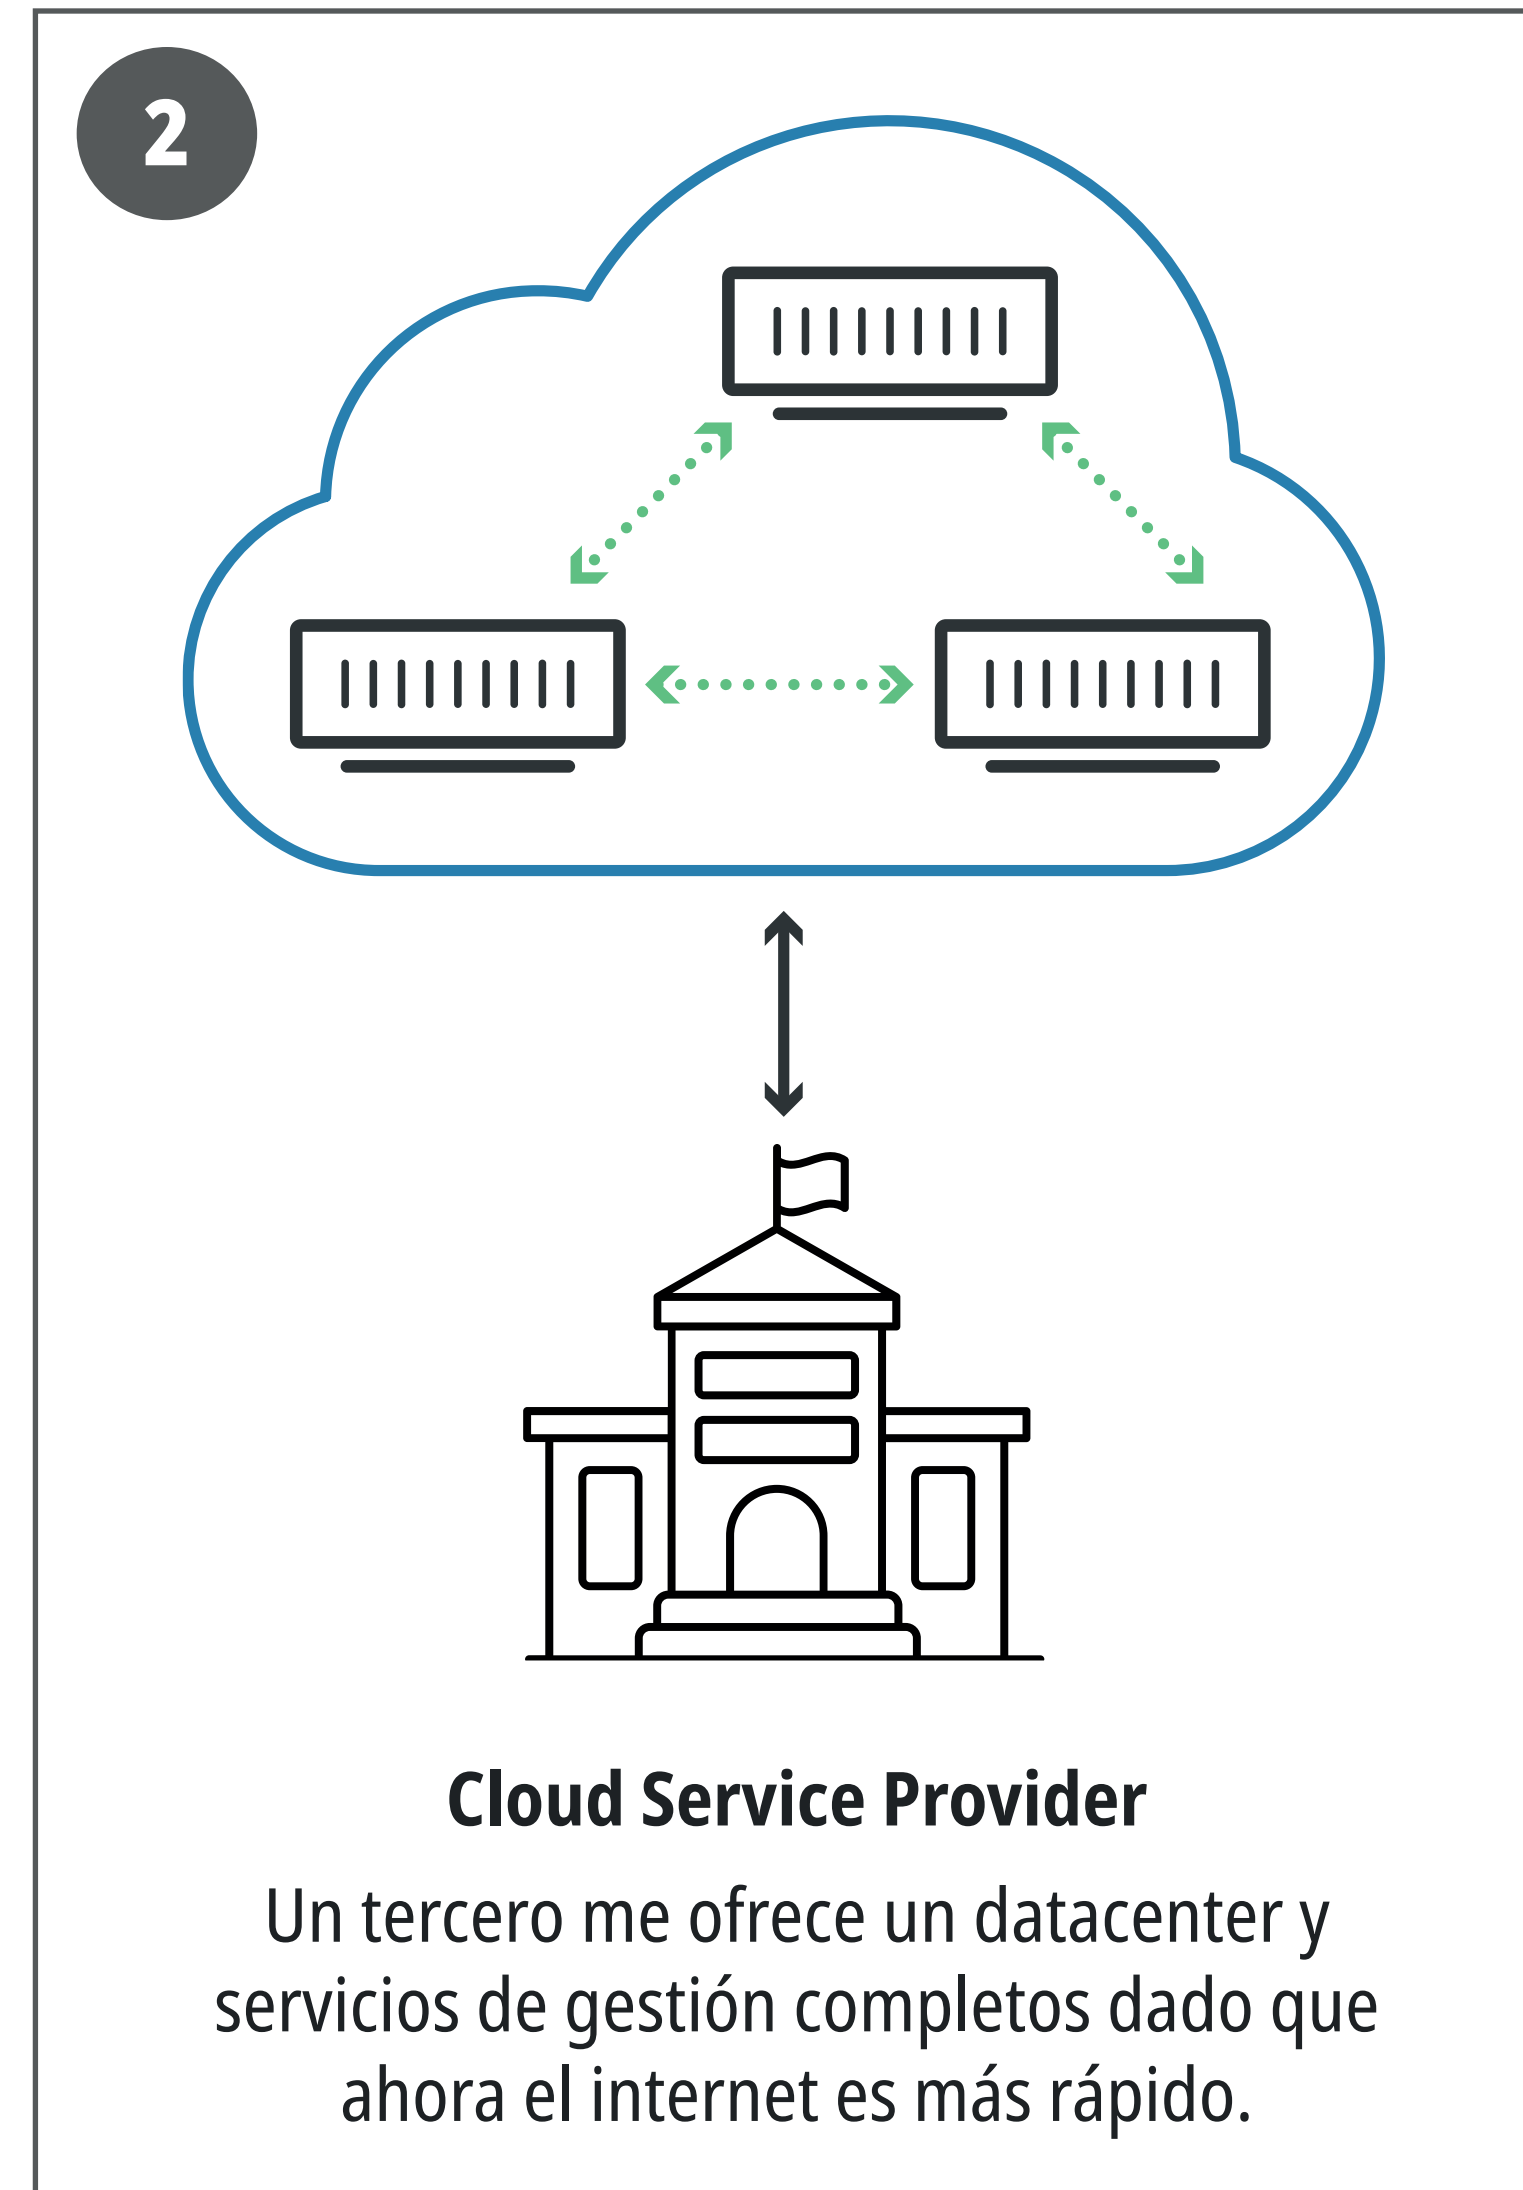 2
Cloud Service Provider
Un tercero me ofrece un datacenter y
servicios de gestión completos dado que
ahora el internet es más rápido.